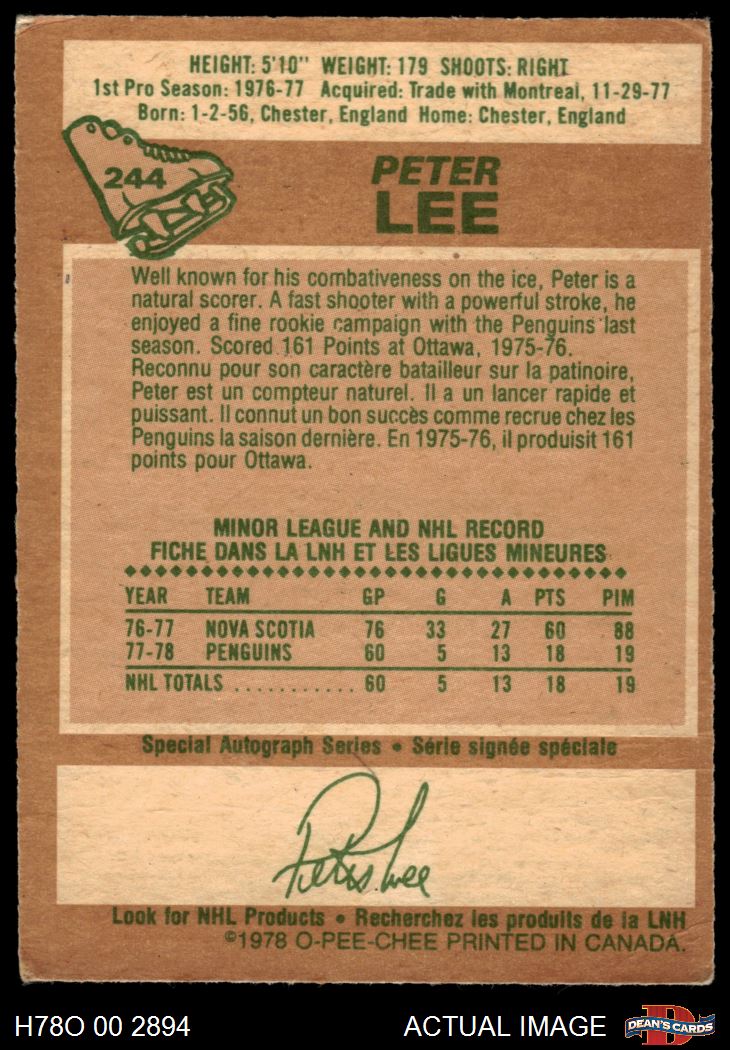 HEIGHT: 5'10" WEIGHT: 179 SHOOTS: RIGHT
1st Pro Season: 1976-77 Acquired: Trade with Montreal, 11-29-77
Born: 1-2-56, Chester, England Home: Chester, England
244
PETER
LEE
Well known for his combativeness on the ice, Peter is a
natural scorer. A fast shooter with a powerful stroke, he
enjoyed a fine rookie campaign with the Penguins last
season. Scored 161 Points at Ottawa, 1975-76.
Reconnu pour son caractère batailleur sur la patinoire,
Peter est un compteur naturel. Il a un lancer rapide et
puissant. Il connut un bon succès comme recrue chez les
Penguins la saison dernière. En 1975-76, il produisit 161
points pour Ottawa.
MINOR LEAGUE AND NHL RECORD
FICHE DANS LA LNH ET LES LIGUES MINEURES
YEAR TEAM GP G A PTS PIM
76-77 NOVA SCOTIA 76 33 27 60 88
77-78 PENGUINS 60 5 13 18 19
NHL TOTALS ........... 60 5 13 18 19
Special Autograph Series • Série signée spéciale
Peter Lee
Look for NHL Products • Recherchez les produits de la LNH
©1978 O-PEE-CHEE PRINTED IN CANADA.
H78O 00 2894 ACTUAL IMAGE D DEAN'S CARDS